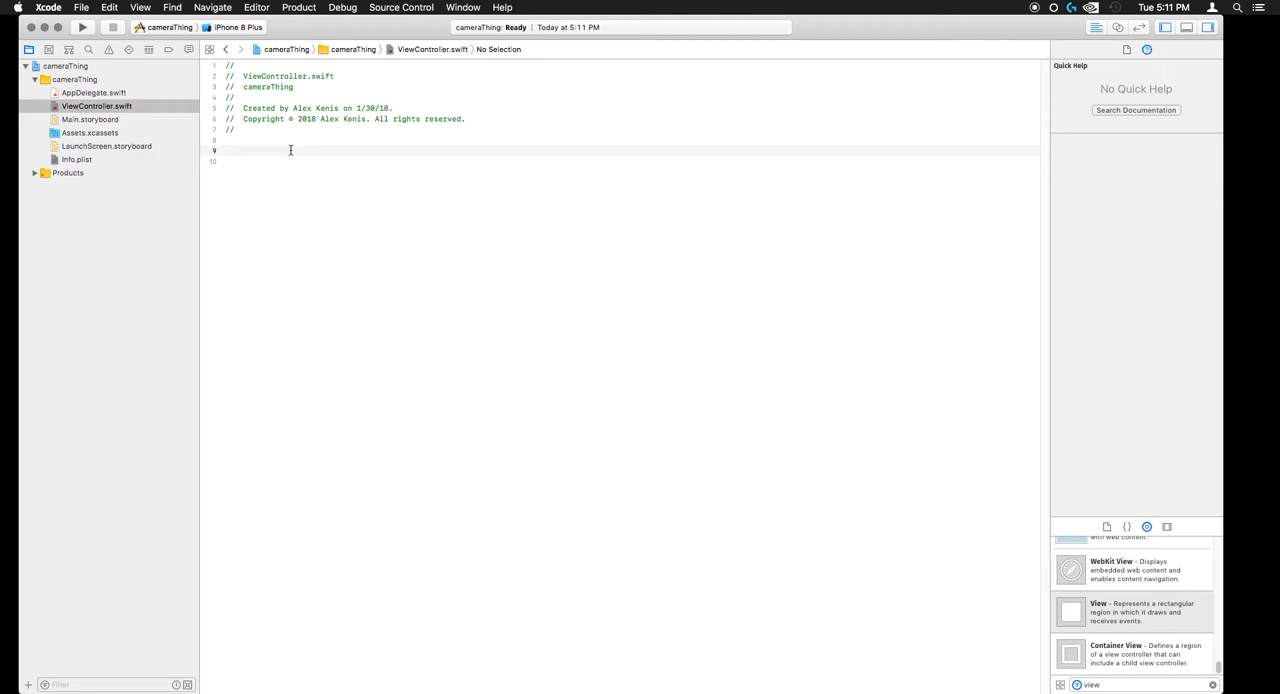 Xcode File Edit View Find Navigate Editor Product Debug Source Control Window Help Tue 5:11 PM
cameraThing iPhone 8 Plus cameraThing: Ready | Today at 5:11 PM
cameraThing cameraThing ViewController.swift No Selection
cameraThing
cameraThing
AppDelegate.swift
ViewController.swift
Main.storyboard
Assets.xcassets
LaunchScreen.storyboard
Info.plist
Products
Filter
1 //
2 // ViewController.swift
3 // cameraThing
4 //
5 // Created by Alex Kenis on 1/30/18.
6 // Copyright © 2018 Alex Kenis. All rights reserved.
7 //
8
9
10
Quick Help
No Quick Help
Search Documentation
with web content.
WebKit View - Displays
embedded web content and
enables content navigation.
View - Represents a rectangular
region in which it draws and
receives events.
Container View - Defines a region
of a view controller that can
include a child view controller.
view